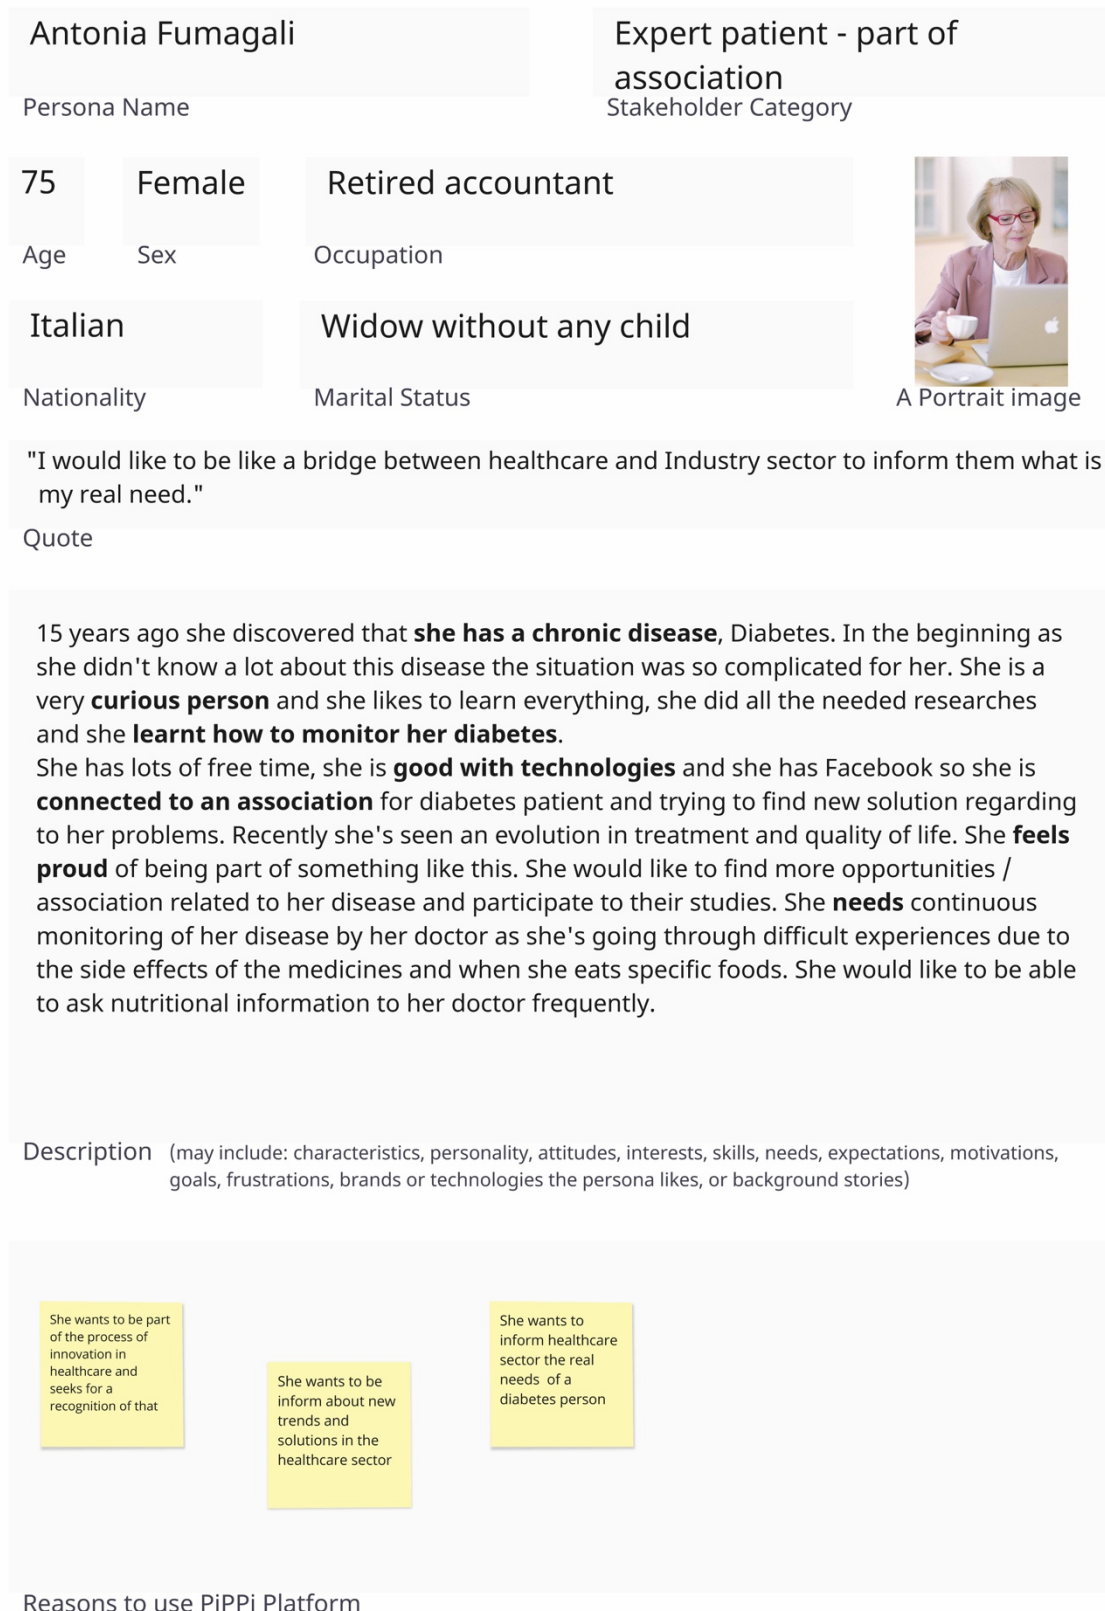 Antonia Fumagali
Expert patient - part of
association
Persona Name
Stakeholder Category
75
Female
Retired accountant
Age
Sex
Occupation
Italian
Widow without any child
Nationality
Marital Status
A Portrait image
"I would like to be like a bridge between healthcare and Industry sector to inform them what is
my real need."
Quote
15 years ago she discovered that she has a chronic disease, Diabetes. In the beginning as
she didn't know a lot about this disease the situation was so complicated for her. She is a
very curious person and she likes to learn everything, she did all the needed researches
and she learnt how to monitor her diabetes.
She has lots of free time, she is good with technologies and she has Facebook so she is
connected to an association for diabetes patient and trying to find new solution regarding
to her problems. Recently she's seen an evolution in treatment and quality of life. She feels
proud of being part of something like this. She would like to find more opportunities /
association related to her disease and participate to their studies. She needs continuous
monitoring of her disease by her doctor as she's going through difficult experiences due to
the side effects of the medicines and when she eats specific foods. She would like to be able
to ask nutritional information to her doctor frequently.
Description (may include: characteristics, personality, attitudes, interests, skills, needs, expectations, motivations,
goals, frustrations, brands or technologies the persona likes, or background stories)
She wants to be part
of the process of
innovation in
healthcare and
seeks for a
recognition of that
She wants to be
inform about new
trends and
solutions in the
healthcare sector
She wants to
inform healthcare
sector the real
needs of a
diabetes person
Reasons to use PiPPi Platform